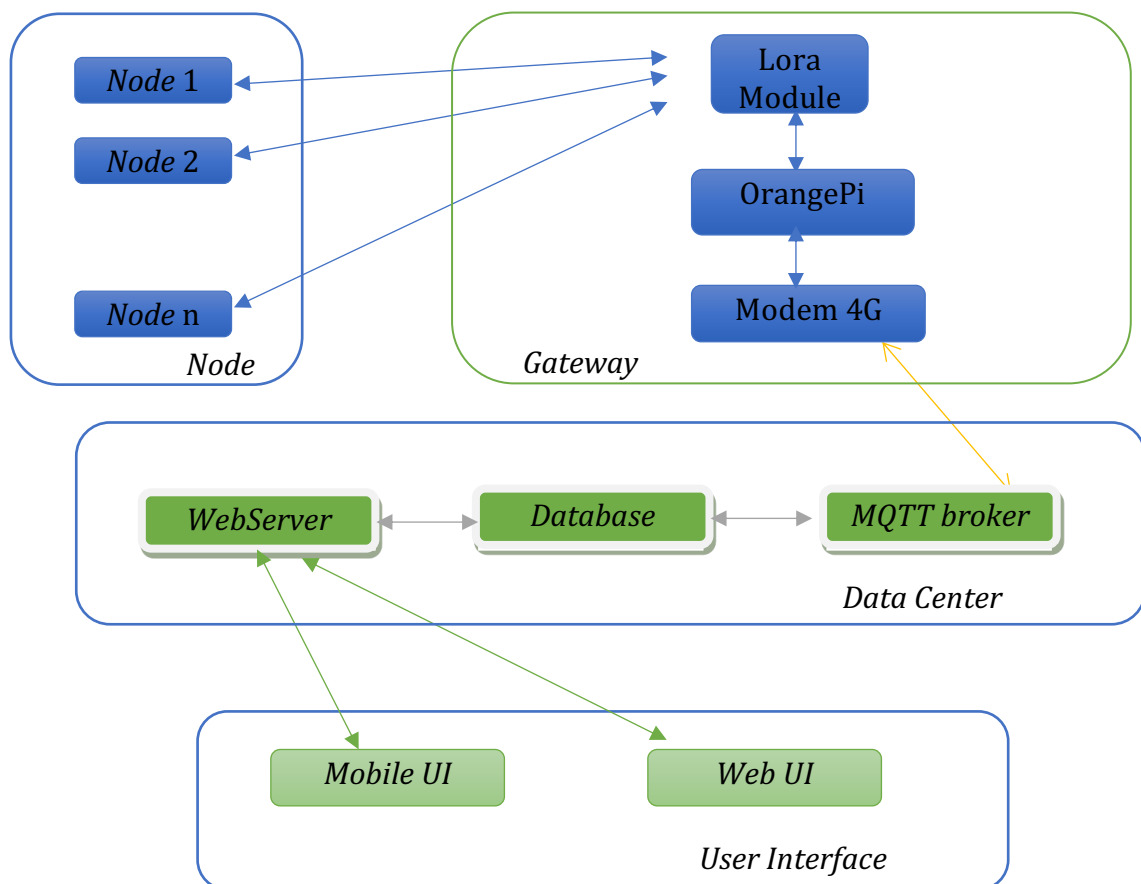 Node 1
Node 2
Node n
Node
Lora
Module
OrangePi
Modem 4G
Gateway
WebServer
Database
MQTT broker
Data Center
Mobile UI
Web UI
User Interface